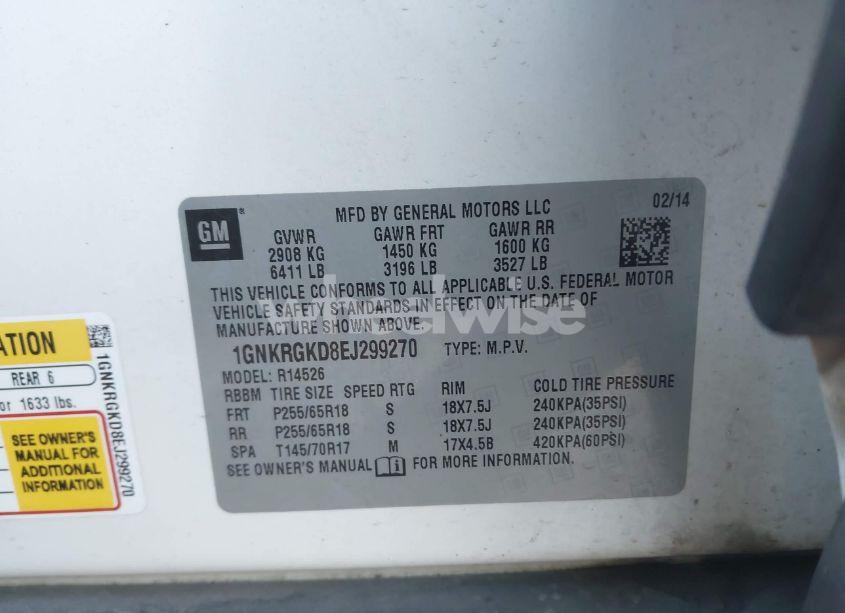 GM
®
MFD BY GENERAL MOTORS LLC
02/14
GVWR GAWR FRT GAWR RR
2908 KG 1450 KG 1600 KG
6411 LB 3196 LB 3527 LB
THIS VEHICLE CONFORMS TO ALL APPLICABLE U.S. FEDERAL MOTOR
VEHICLE SAFETY STANDARDS IN EFFECT ON THE DATE OF
MANUFACTURE SHOWN ABOVE.
1GNKRGKD8EJ299270 TYPE: M.P.V.
MODEL: R14526
RBBM TIRE SIZE SPEED RTG RIM COLD TIRE PRESSURE
FRT P255/65R18 S 18X7.5J 240KPA(35PSI)
RR P255/65R18 S 18X7.5J 240KPA(35PSI)
SPA T145/70R17 M 17X4.5B 420KPA(60PSI)
SEE OWNER'S MANUAL FOR MORE INFORMATION.
ATION
REAR 6
or 1633 lbs.
SEE OWNER'S
MANUAL FOR
ADDITIONAL
INFORMATION
1GNKRGKD8EJ299270
wheelwise